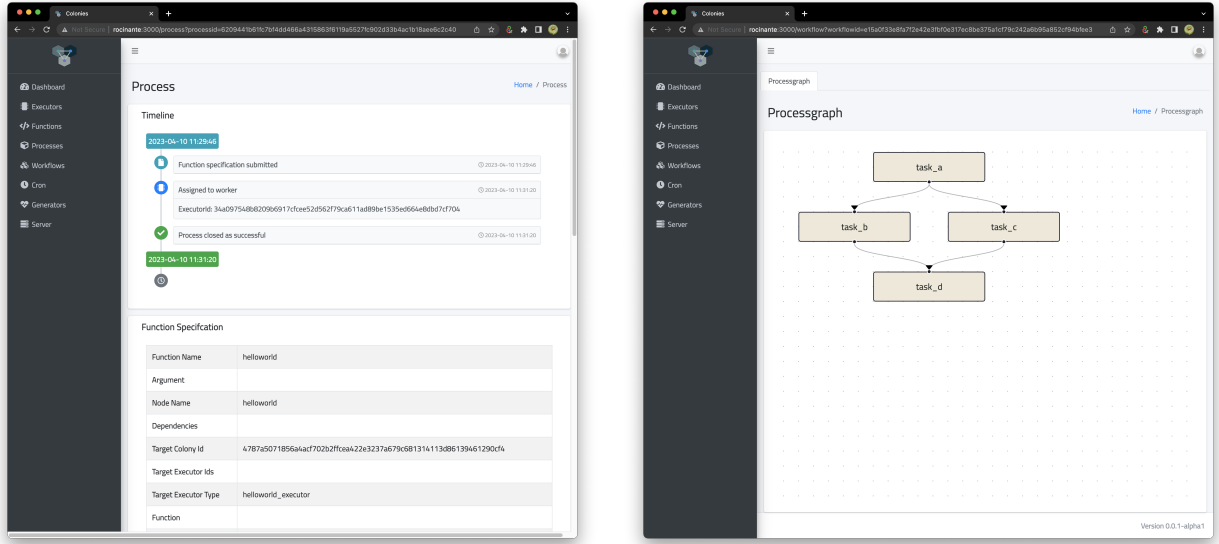 Colonies
Not Secure | rocinante:3000/process?processid=6209441b61fc7bf4dd466a4315863f6119a5527fc902d33b4ac1b18aee6c2c40
Dashboard
Executors
Functions
Processes
Workflows
Cron
Generators
Server
Process
Home / Process
Timeline
2023-04-10 11:29:46
Function specification submitted
2023-04-10 11:29:46
Assigned to worker
2023-04-10 11:31:20
ExecutorId: 34a097548b8209b6917cfcee52d562f79ca611ad89be1535ed664e8dbd7cf704
Process closed as successful
2023-04-10 11:31:20
2023-04-10 11:31:20
Function Specifcation
Function Name helloworld
Argument
Node Name helloworld
Dependencies
Target Colony Id 4787a5071856a4acf702b2ffcea422e3237a679c681314113d86139461290cf4
Target Executor Ids
Target Executor Type helloworld_executor
Function
Colonies
Not Secure | rocinante:3000/workflow?workflowid=e15a0f33e8fa7f2e42e3fbf0e317ec8be375a1cf79c242a6b95a852cf94bfee3
Dashboard
Executors
Functions
Processes
Workflows
Cron
Generators
Server
Processgraph
Processgraph
Home / Processgraph
task_a
task_b
task_c
task_d
Version 0.0.1-alpha1